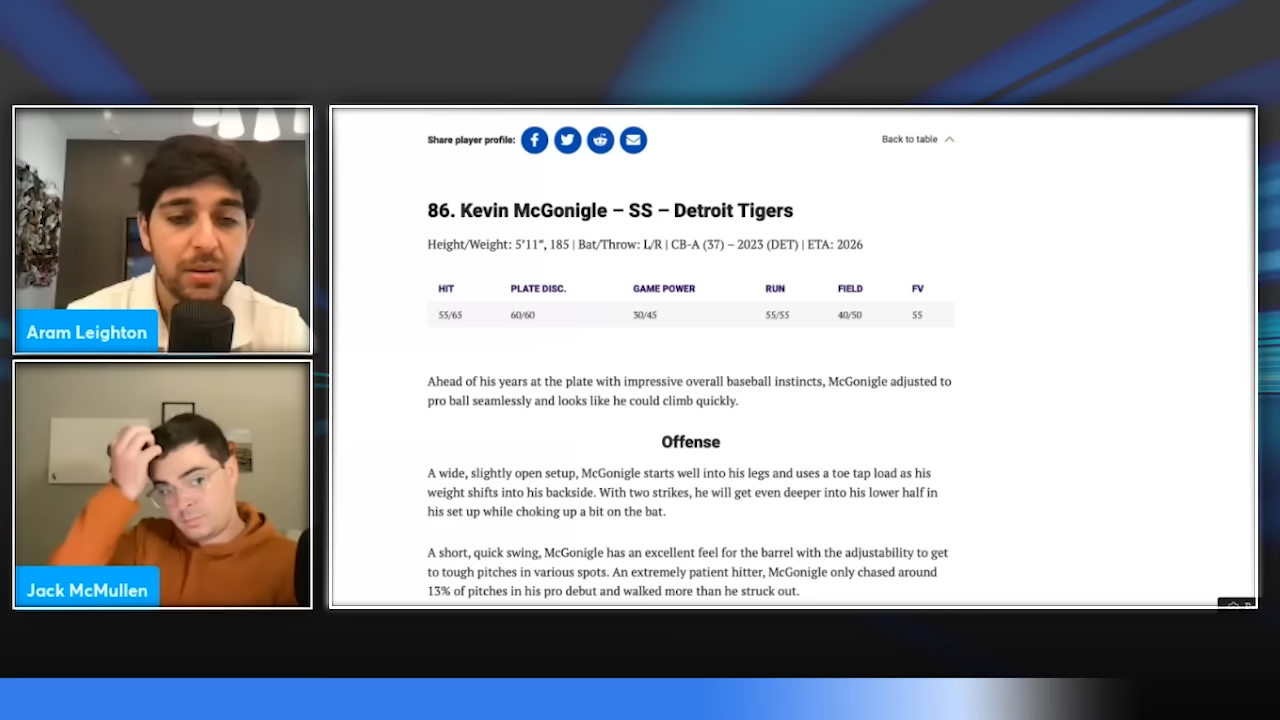 Share player profile:
Back to table
86. Kevin McGonigle – SS – Detroit Tigers
Height/Weight: 5’11”, 185 | Bat/Throw: L/R | CB-A (37) – 2023 (DET) | ETA: 2026
HIT PLATE DISC. GAME POWER RUN FIELD FV
55/65 60/60 30/45 55/55 40/50 55
Ahead of his years at the plate with impressive overall baseball instincts, McGonigle adjusted to
pro ball seamlessly and looks like he could climb quickly.
Offense
A wide, slightly open setup, McGonigle starts well into his legs and uses a toe tap load as his
weight shifts into his backside. With two strikes, he will get even deeper into his lower half in
his set up while choking up a bit on the bat.
A short, quick swing, McGonigle has an excellent feel for the barrel with the adjustability to get
to tough pitches in various spots. An extremely patient hitter, McGonigle only chased around
13% of pitches in his pro debut and walked more than he struck out.
Aram Leighton
Jack McMullen